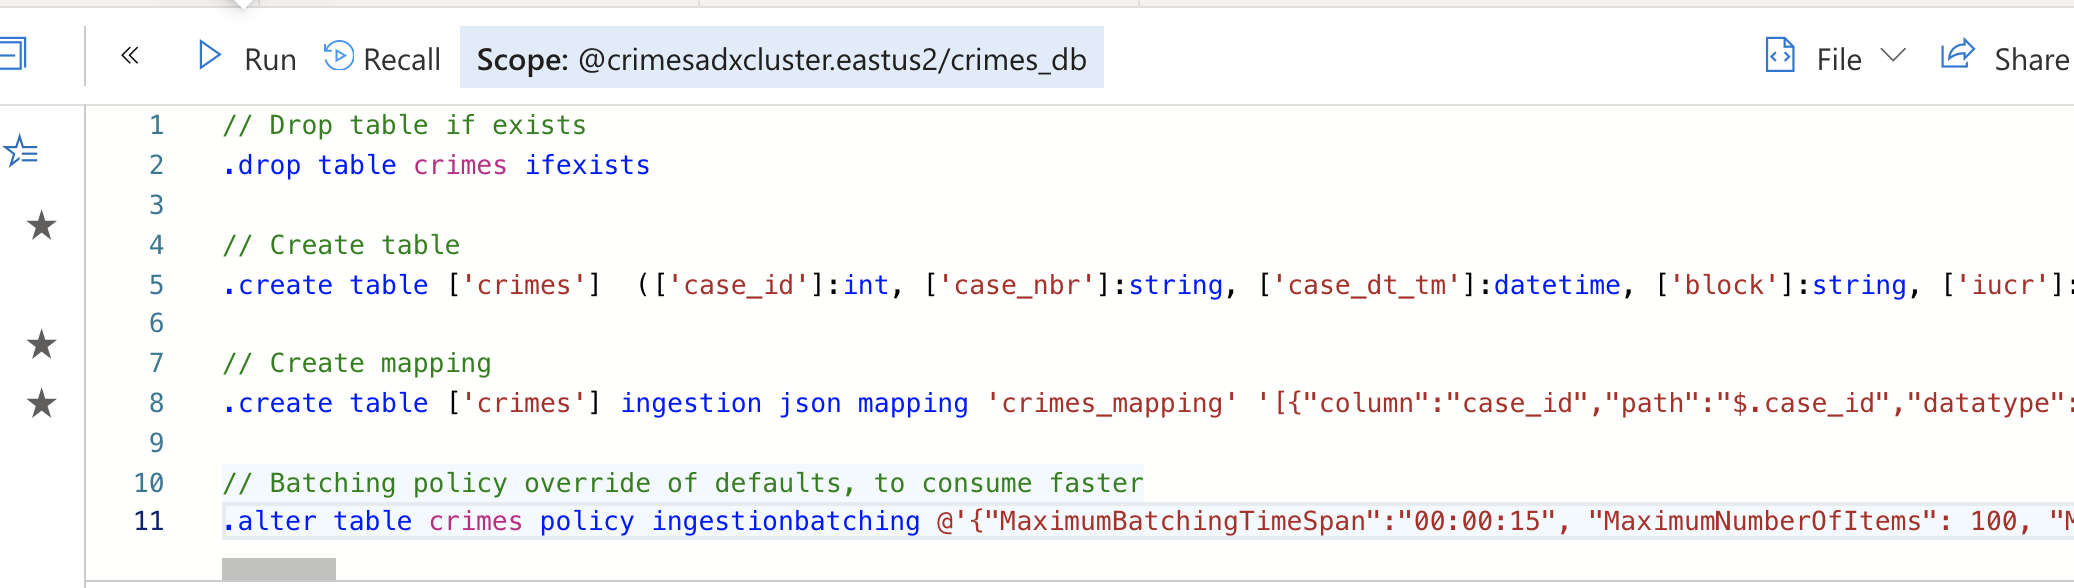 Run Recall Scope: @crimesadxcluster.eastus2/crimes_db File Share
1 // Drop table if exists
2 .drop table crimes ifexists
3
4 // Create table
5 .create table ['crimes']  (['case_id']:int, ['case_nbr']:string, ['case_dt_tm']:datetime, ['block']:string, ['iucr']:
6
7 // Create mapping
8 .create table ['crimes'] ingestion json mapping 'crimes_mapping' '[{"column":"case_id","path":"$.case_id","datatype":
9
10 // Batching policy override of defaults, to consume faster
11 .alter table crimes policy ingestionbatching @'{"MaximumBatchingTimeSpan":"00:00:15", "MaximumNumberOfItems": 100, "M